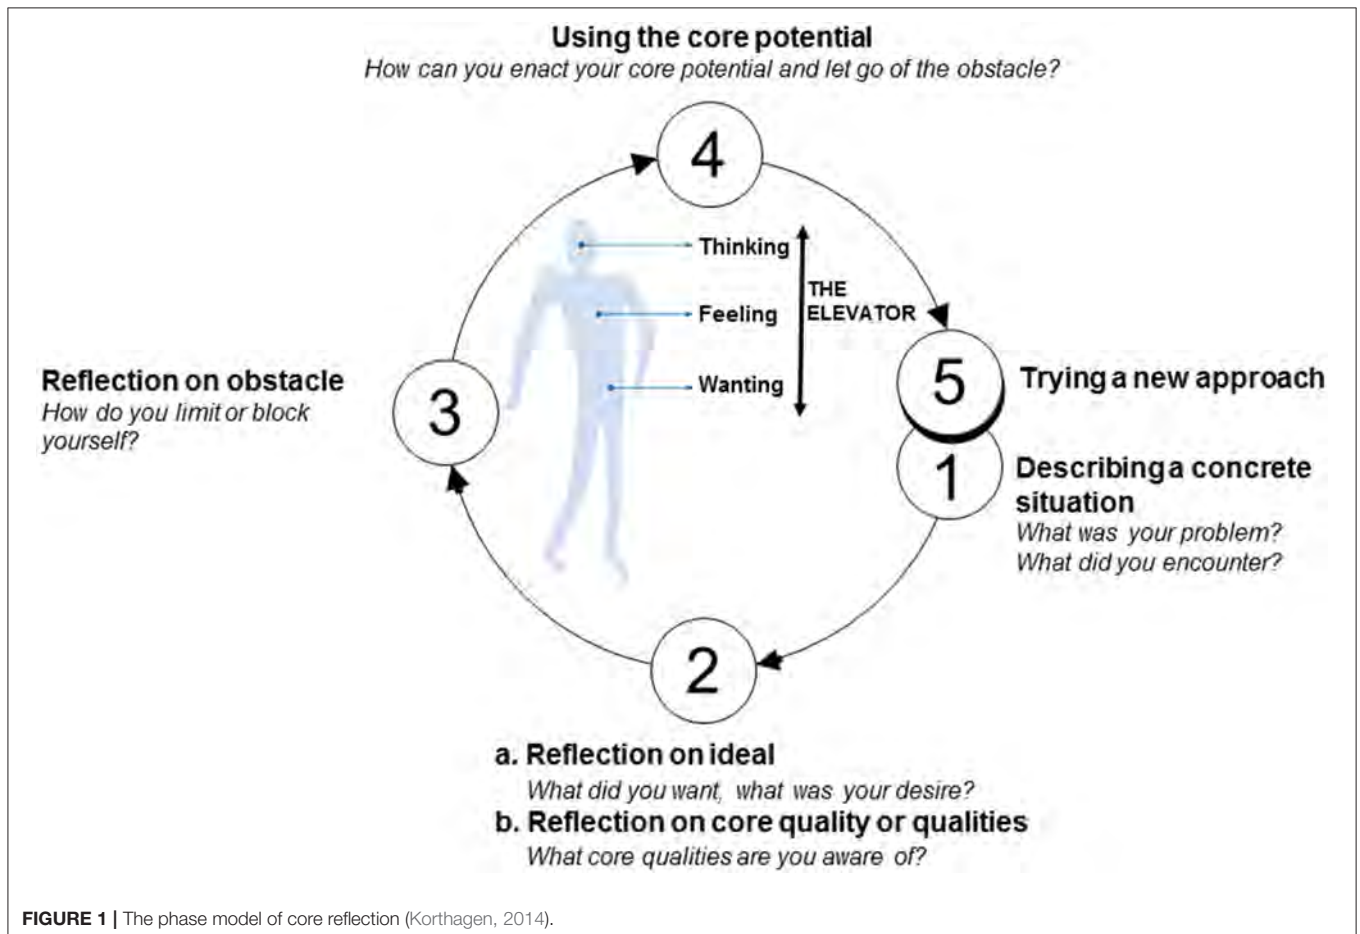 Using the core potential
How can you enact your core potential and let go of the obstacle?
4
Thinking
THE
ELEVATOR
Feeling
Wanting
5
Trying a new approach
Reflection on obstacle
How do you limit or block
yourself?
3
1
Describing a concrete
situation
What was your problem?
What did you encounter?
2
a. Reflection on ideal
What did you want, what was your desire?
b. Reflection on core quality or qualities
What core qualities are you aware of?
FIGURE 1 | The phase model of core reflection (Korthagen, 2014).